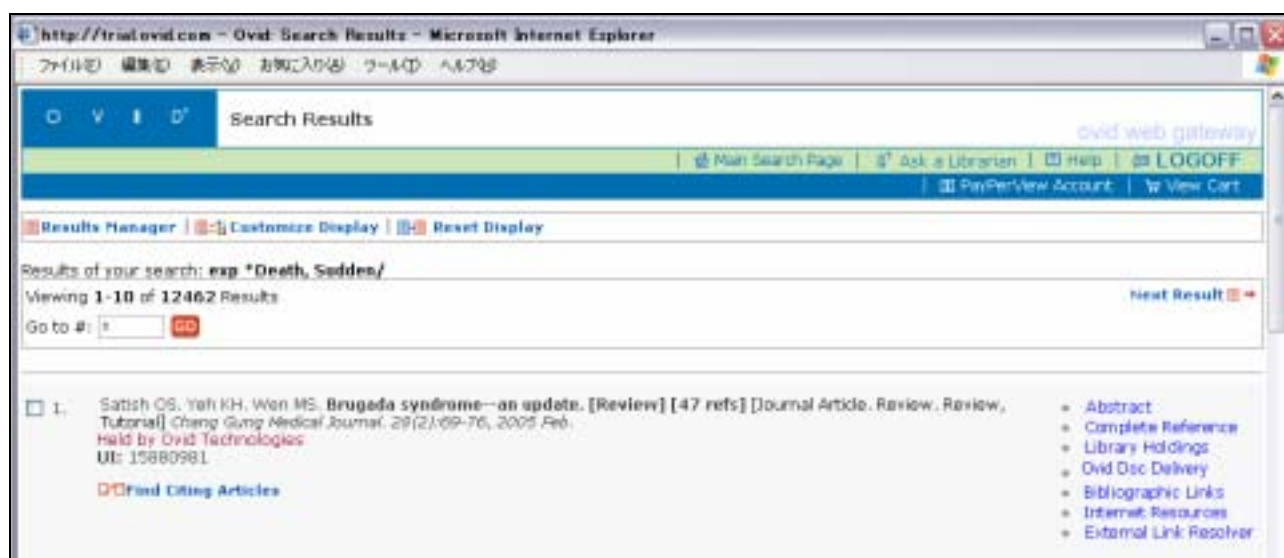 http://trial.ovid.com - Ovid: Search Results - Microsoft Internet Explorer
ファイル(F) 編集(E) 表示(V) お気に入り(A) ツール(T) ヘルプ(H)
O V I D Search Results
ovid web gateway
| Main Search Page | Ask a Librarian | Help | LOGOFF
| PayPerView Account | View Cart
Results Manager | Customize Display | Reset Display
Results of your search: exp *Death, Sudden/
Viewing 1-10 of 12462 Results
Next Result
Go to #: GO
1. Satish OS. Yeh KH. Wen MS. Brugada syndrome--an update. [Review] [47 refs] [Journal Article. Review. Review,
Tutorial] Chang Gung Medical Journal. 28(2):69-76, 2005 Feb.
Held by Ovid Technologies
UI: 15880981
Find Citing Articles
Abstract
Complete Reference
Library Holdings
Ovid Doc Delivery
Bibliographic Links
Internet Resources
External Link Resolver